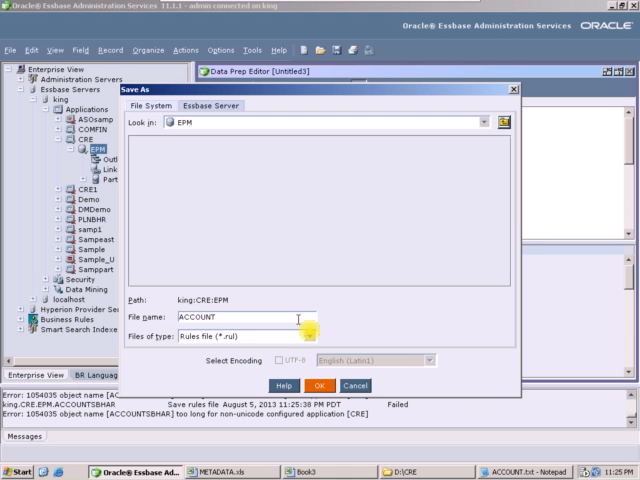 Oracle® Essbase Administration Services 11.1.1 - admin connected on king
Oracle® Essbase Administration Services ORACLE
File Edit View Field Record Organize Actions Options Tools Help
Enterprise View
Administration Servers
Essbase Servers
king
Applications
ASOsamp
COMFIN
CRE
EPM
Outl
Link
Part
CRE1
Demo
DMDemo
PLNBHR
samp1
Sampeast
Sample
Sample_U
Samppart
Security
Data Mining
localhost
Hyperion Provider Ser
Business Rules
Smart Search Indexe
Enterprise View BR Languag
Data Prep Editor [Untitled3]
Save As
File System Essbase Server
Look in: EPM
Path: king:CRE:EPM
File name: ACCOUNT
Files of type: Rules file (*.rul)
Select Encoding UTF-8 English (Latin1)
Help OK Cancel
Error: 1054035 object name [AC
king.CRE.EPM.ACCOUNTSBHAR Save rules file August 5, 2013 11:25:38 PM PDT Failed
Error: 1054035 object name [ACCOUNTSBHAR] too long for non-unicode configured application [CRE]
Messages
Start Oracle® Essbase Ad... METADATA.xls Book3 D:\CRE ACCOUNT.txt - Notepad 11:25 PM